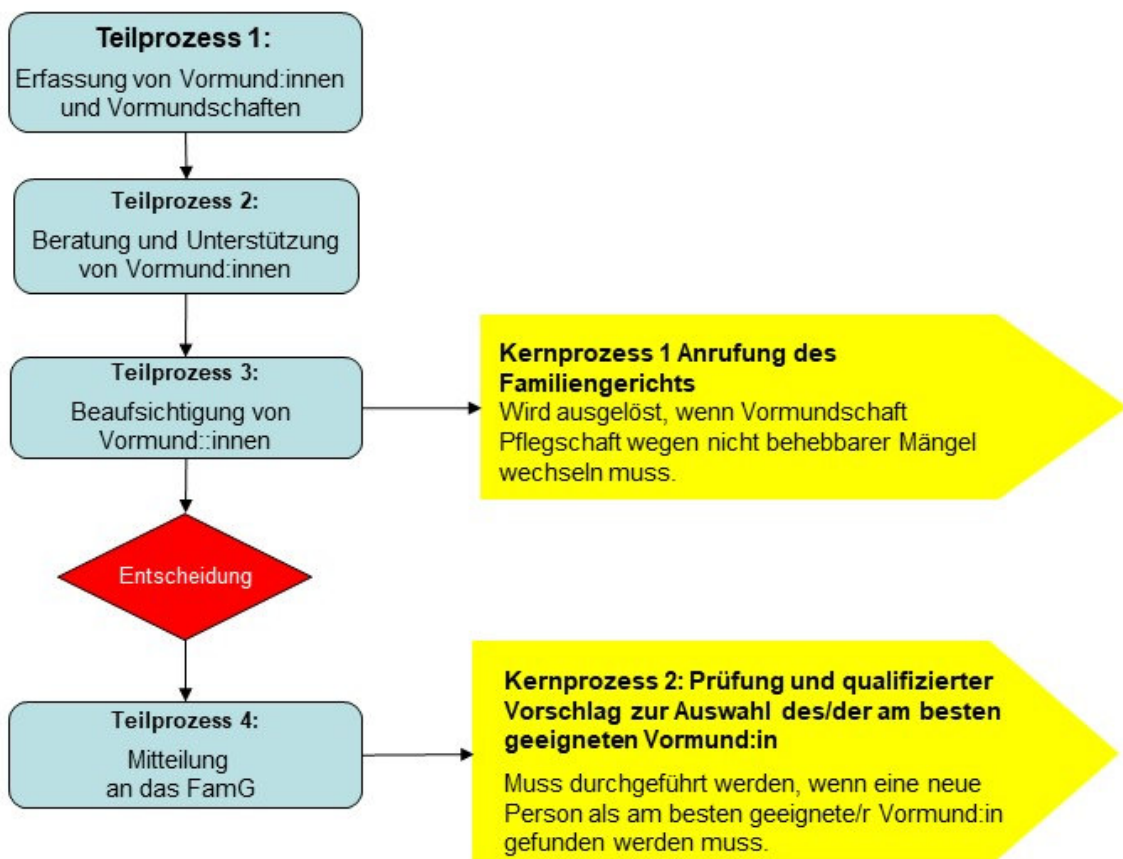 Teilprozess 1:
Erfassung von Vormund:innen
und Vormundschaften
Teilprozess 2:
Beratung und Unterstützung
von Vormund:innen
Teilprozess 3:
Beaufsichtigung von
Vormund::innen
Kernprozess 1 Anrufung des
Familiengerichts
Wird ausgelöst, wenn Vormundschaft
Pflegschaft wegen nicht behebbarer Mängel
wechseln muss.
Entscheidung
Teilprozess 4:
Mitteilung
an das FamG
Kernprozess 2: Prüfung und qualifizierter
Vorschlag zur Auswahl des/der am besten
geeigneten Vormund:in
Muss durchgeführt werden, wenn eine neue
Person als am besten geeignete/r Vormund:in
gefunden werden muss.